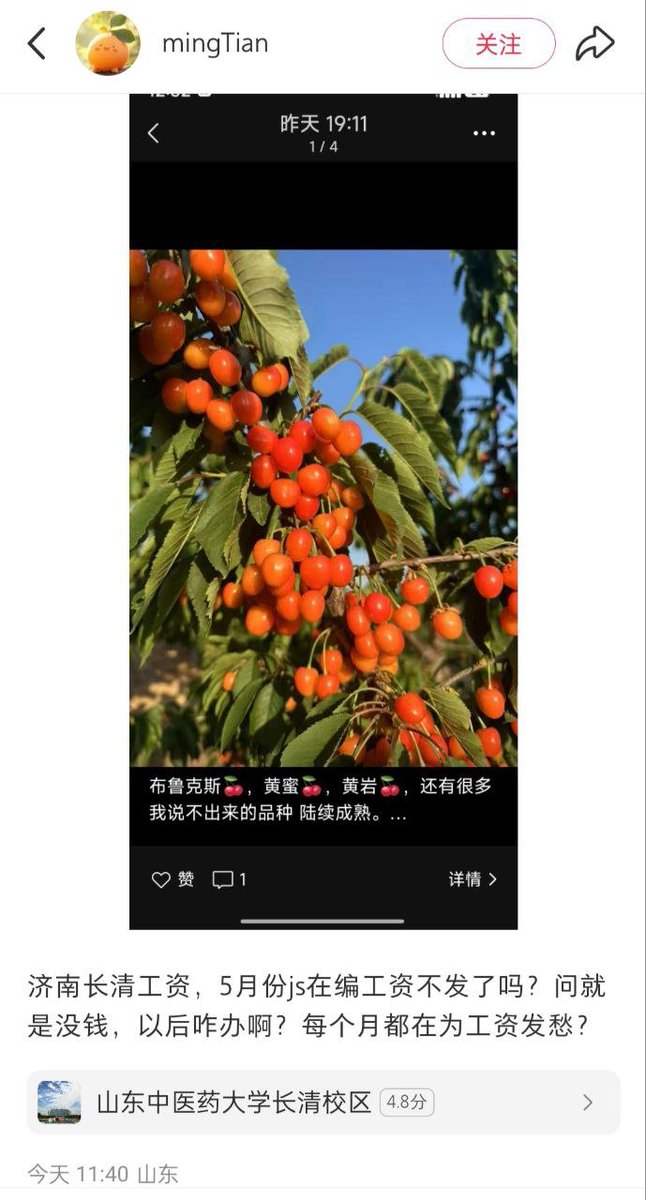 mingTian
关注
昨天 19:11
1 / 4
布鲁克斯🍒，黄蜜🍒，黄岩🍒，还有很多
我说不出来的品种 陆续成熟。...
赞
1
详情
济南长清工资，5月份js在编工资不发了吗？问就
是没钱，以后咋办啊？每个月都在为工资发愁？
山东中医药大学长清校区 4.8分
今天 11:40 山东